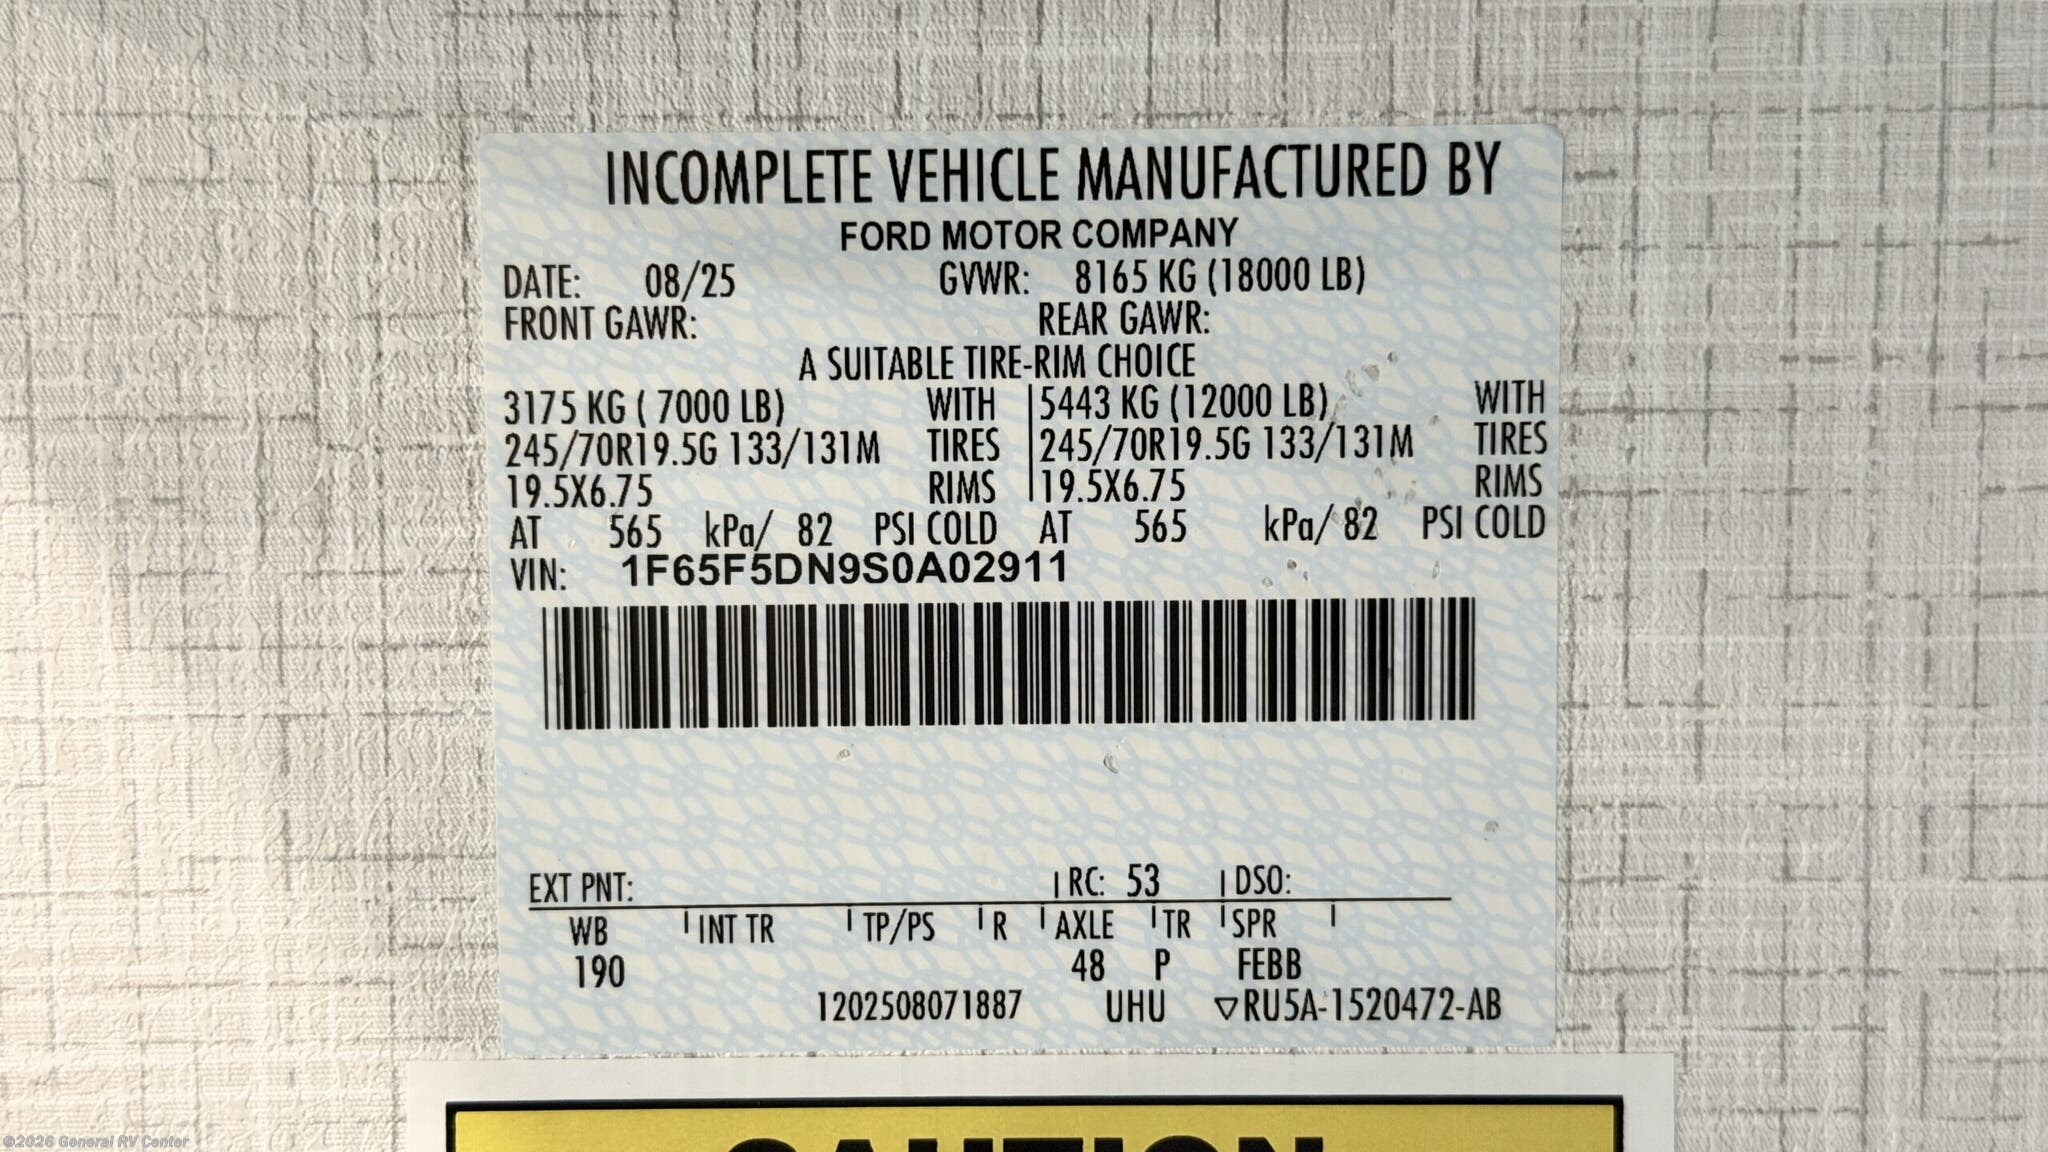 INCOMPLETE VEHICLE MANUFACTURED BY
FORD MOTOR COMPANY
DATE: 08/25 GVWR: 8165 KG (18000 LB)
FRONT GAWR: REAR GAWR:
A SUITABLE TIRE-RIM CHOICE
3175 KG ( 7000 LB) WITH 5443 KG (12000 LB) WITH
245/70R19.5G 133/131M TIRES 245/70R19.5G 133/131M TIRES
19.5X6.75 RIMS 19.5X6.75 RIMS
AT 565 kPa/ 82 PSI COLD AT 565 kPa/ 82 PSI COLD
VIN: 1F65F5DN9S0A02911
EXT PNT: RC: 53 DSO:
WB INT TR TP/PS R AXLE TR SPR
190 48 P FEBB
1202508071887 UHU ▽RU5A-1520472-AB
CAUTION
©2026 General RV Center